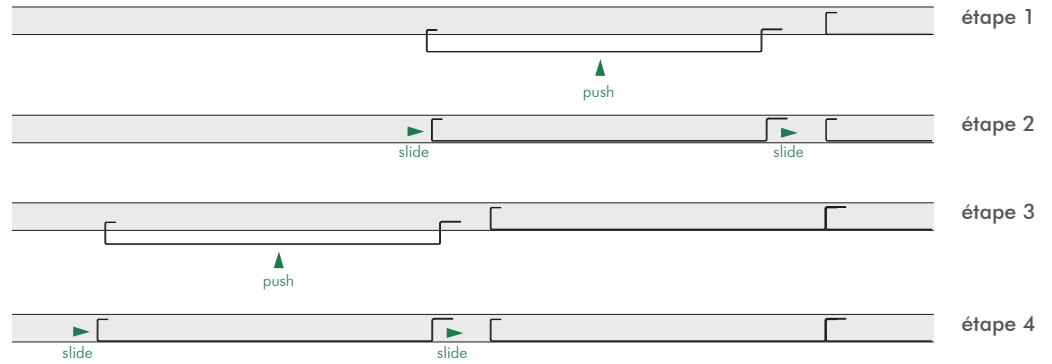 étape 1
push
étape 2
slide
slide
étape 3
push
étape 4
slide
slide